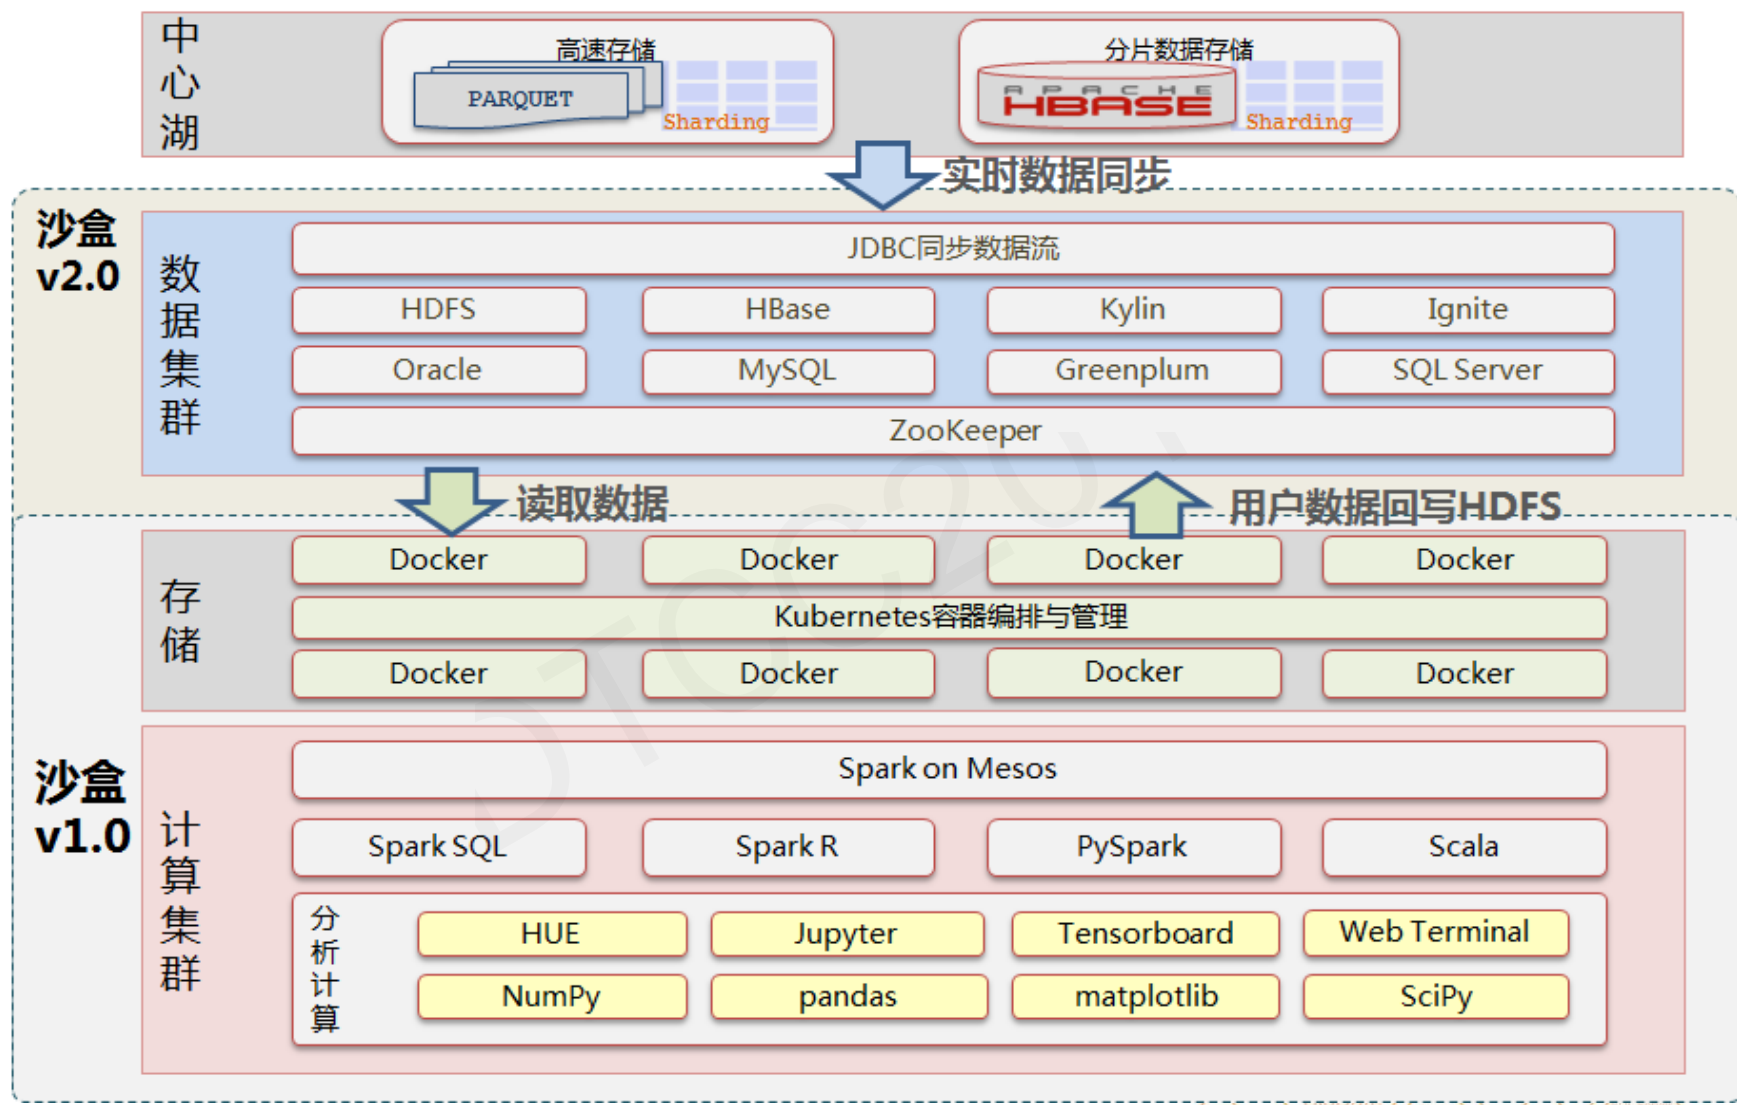 中心湖
高速存储
PARQUET
Sharding
分片数据存储
APACHE
HBASE
Sharding
实时数据同步
沙盒
v2.0
数据集群
JDBC同步数据流
HDFS
HBase
Kylin
Ignite
Oracle
MySQL
Greenplum
SQL Server
ZooKeeper
读取数据
用户数据回写HDFS
存储
Docker
Docker
Docker
Docker
Kubernetes容器编排与管理
Docker
Docker
Docker
Docker
沙盒
v1.0
计算集群
Spark on Mesos
Spark SQL
Spark R
PySpark
Scala
分析计算
HUE
Jupyter
Tensorboard
Web Terminal
NumPy
pandas
matplotlib
SciPy